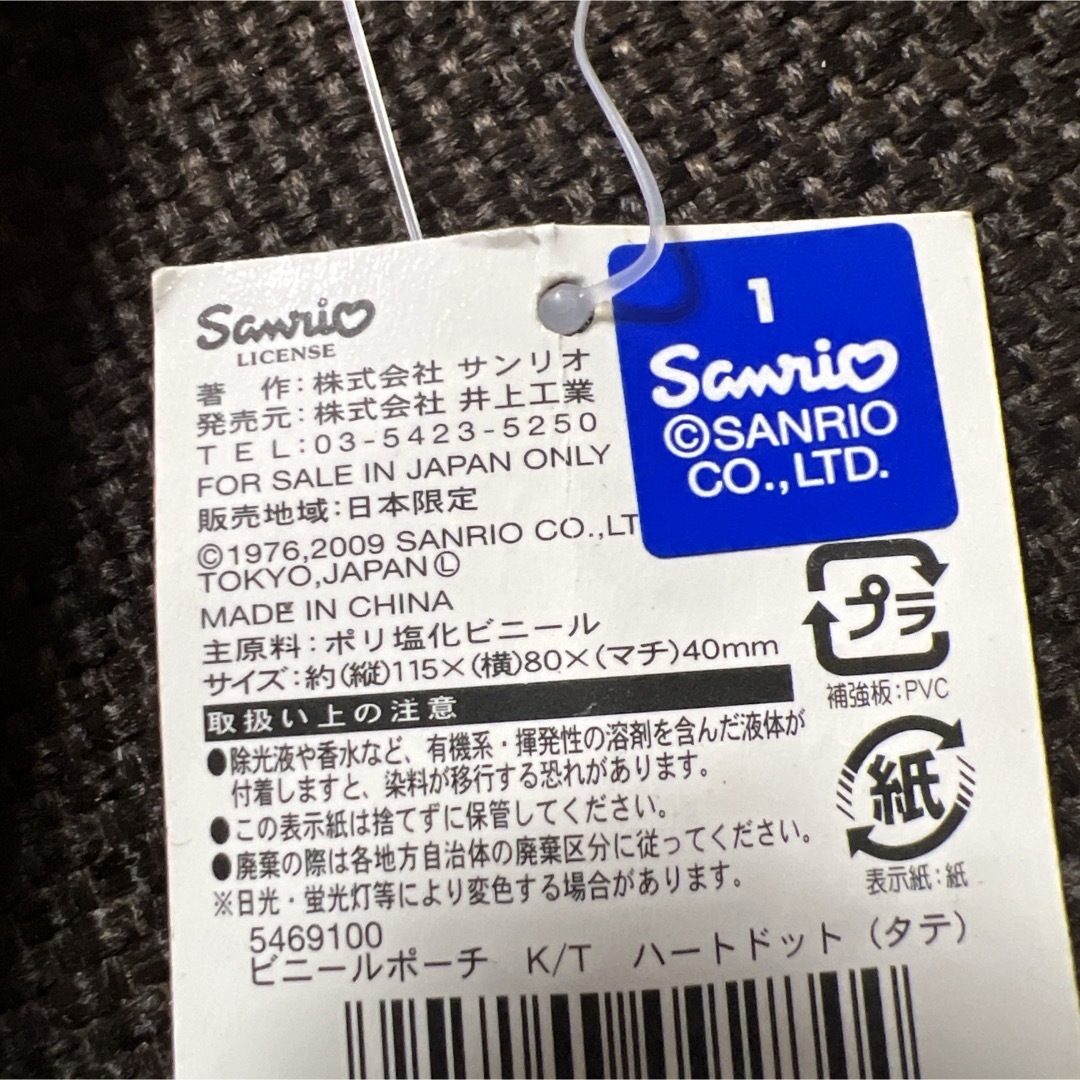 Sanrio
LICENSE
著　作：株式会社 サンリオ
発売元：株式会社 井上工業
ＴＥＬ：03-5423-5250
FOR SALE IN JAPAN ONLY
販売地域：日本限定
©1976,2009 SANRIO CO.,LT
TOKYO,JAPAN Ⓛ
MADE IN CHINA
主原料：ポリ塩化ビニール
サイズ：約(縦)115×(横)80×(マチ)40mm
取扱い上の注意
●除光液や香水など、有機系・揮発性の溶剤を含んだ液体が
付着しますと、染料が移行する恐れがあります。
●この表示紙は捨てずに保管してください。
●廃棄の際は各地方自治体の廃棄区分に従ってください。
※日光・蛍光灯等により変色する場合があります。
5469100
ビニールポーチ　K/T　ハートドット（タテ）
1
Sanrio
©SANRIO
CO.,LTD.
プラ
補強板：PVC
紙
表示紙：紙